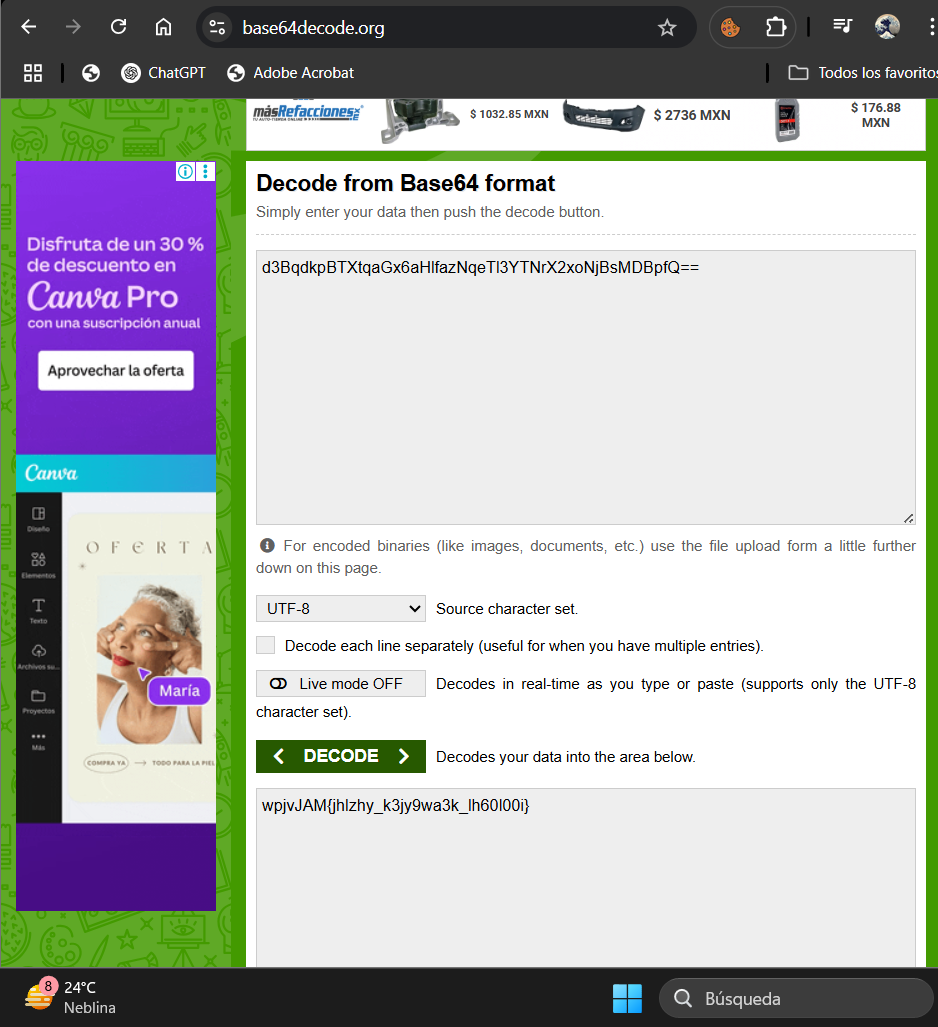 base64decode.org
ChatGPT
Adobe Acrobat
Todos los favoritos
másRefacciones
TU AUTO-TIENDA ONLINE
$ 1032.85 MXN
$ 2736 MXN
$ 176.88
MXN
Disfruta de un 30 %
de descuento en
Canva Pro
con una suscripción anual
Aprovechar la oferta
Canva
Diseño
Elementos
Texto
Archivos su...
Proyectos
Más
OFERTA
María
COMPRA YA
TODO PARA LA PIEL
Decode from Base64 format
Simply enter your data then push the decode button.
d3BqdkpBTXtqaGx6aHlfazNqeTl3YTNrX2xoNjBsMDBpfQ==
For encoded binaries (like images, documents, etc.) use the file upload form a little further
down on this page.
UTF-8
Source character set.
Decode each line separately (useful for when you have multiple entries).
Live mode OFF
Decodes in real-time as you type or paste (supports only the UTF-8
character set).
< DECODE >
Decodes your data into the area below.
wpjvJAM{jhlzhy_k3jy9wa3k_lh60l00i}
8
24°C
Neblina
Búsqueda